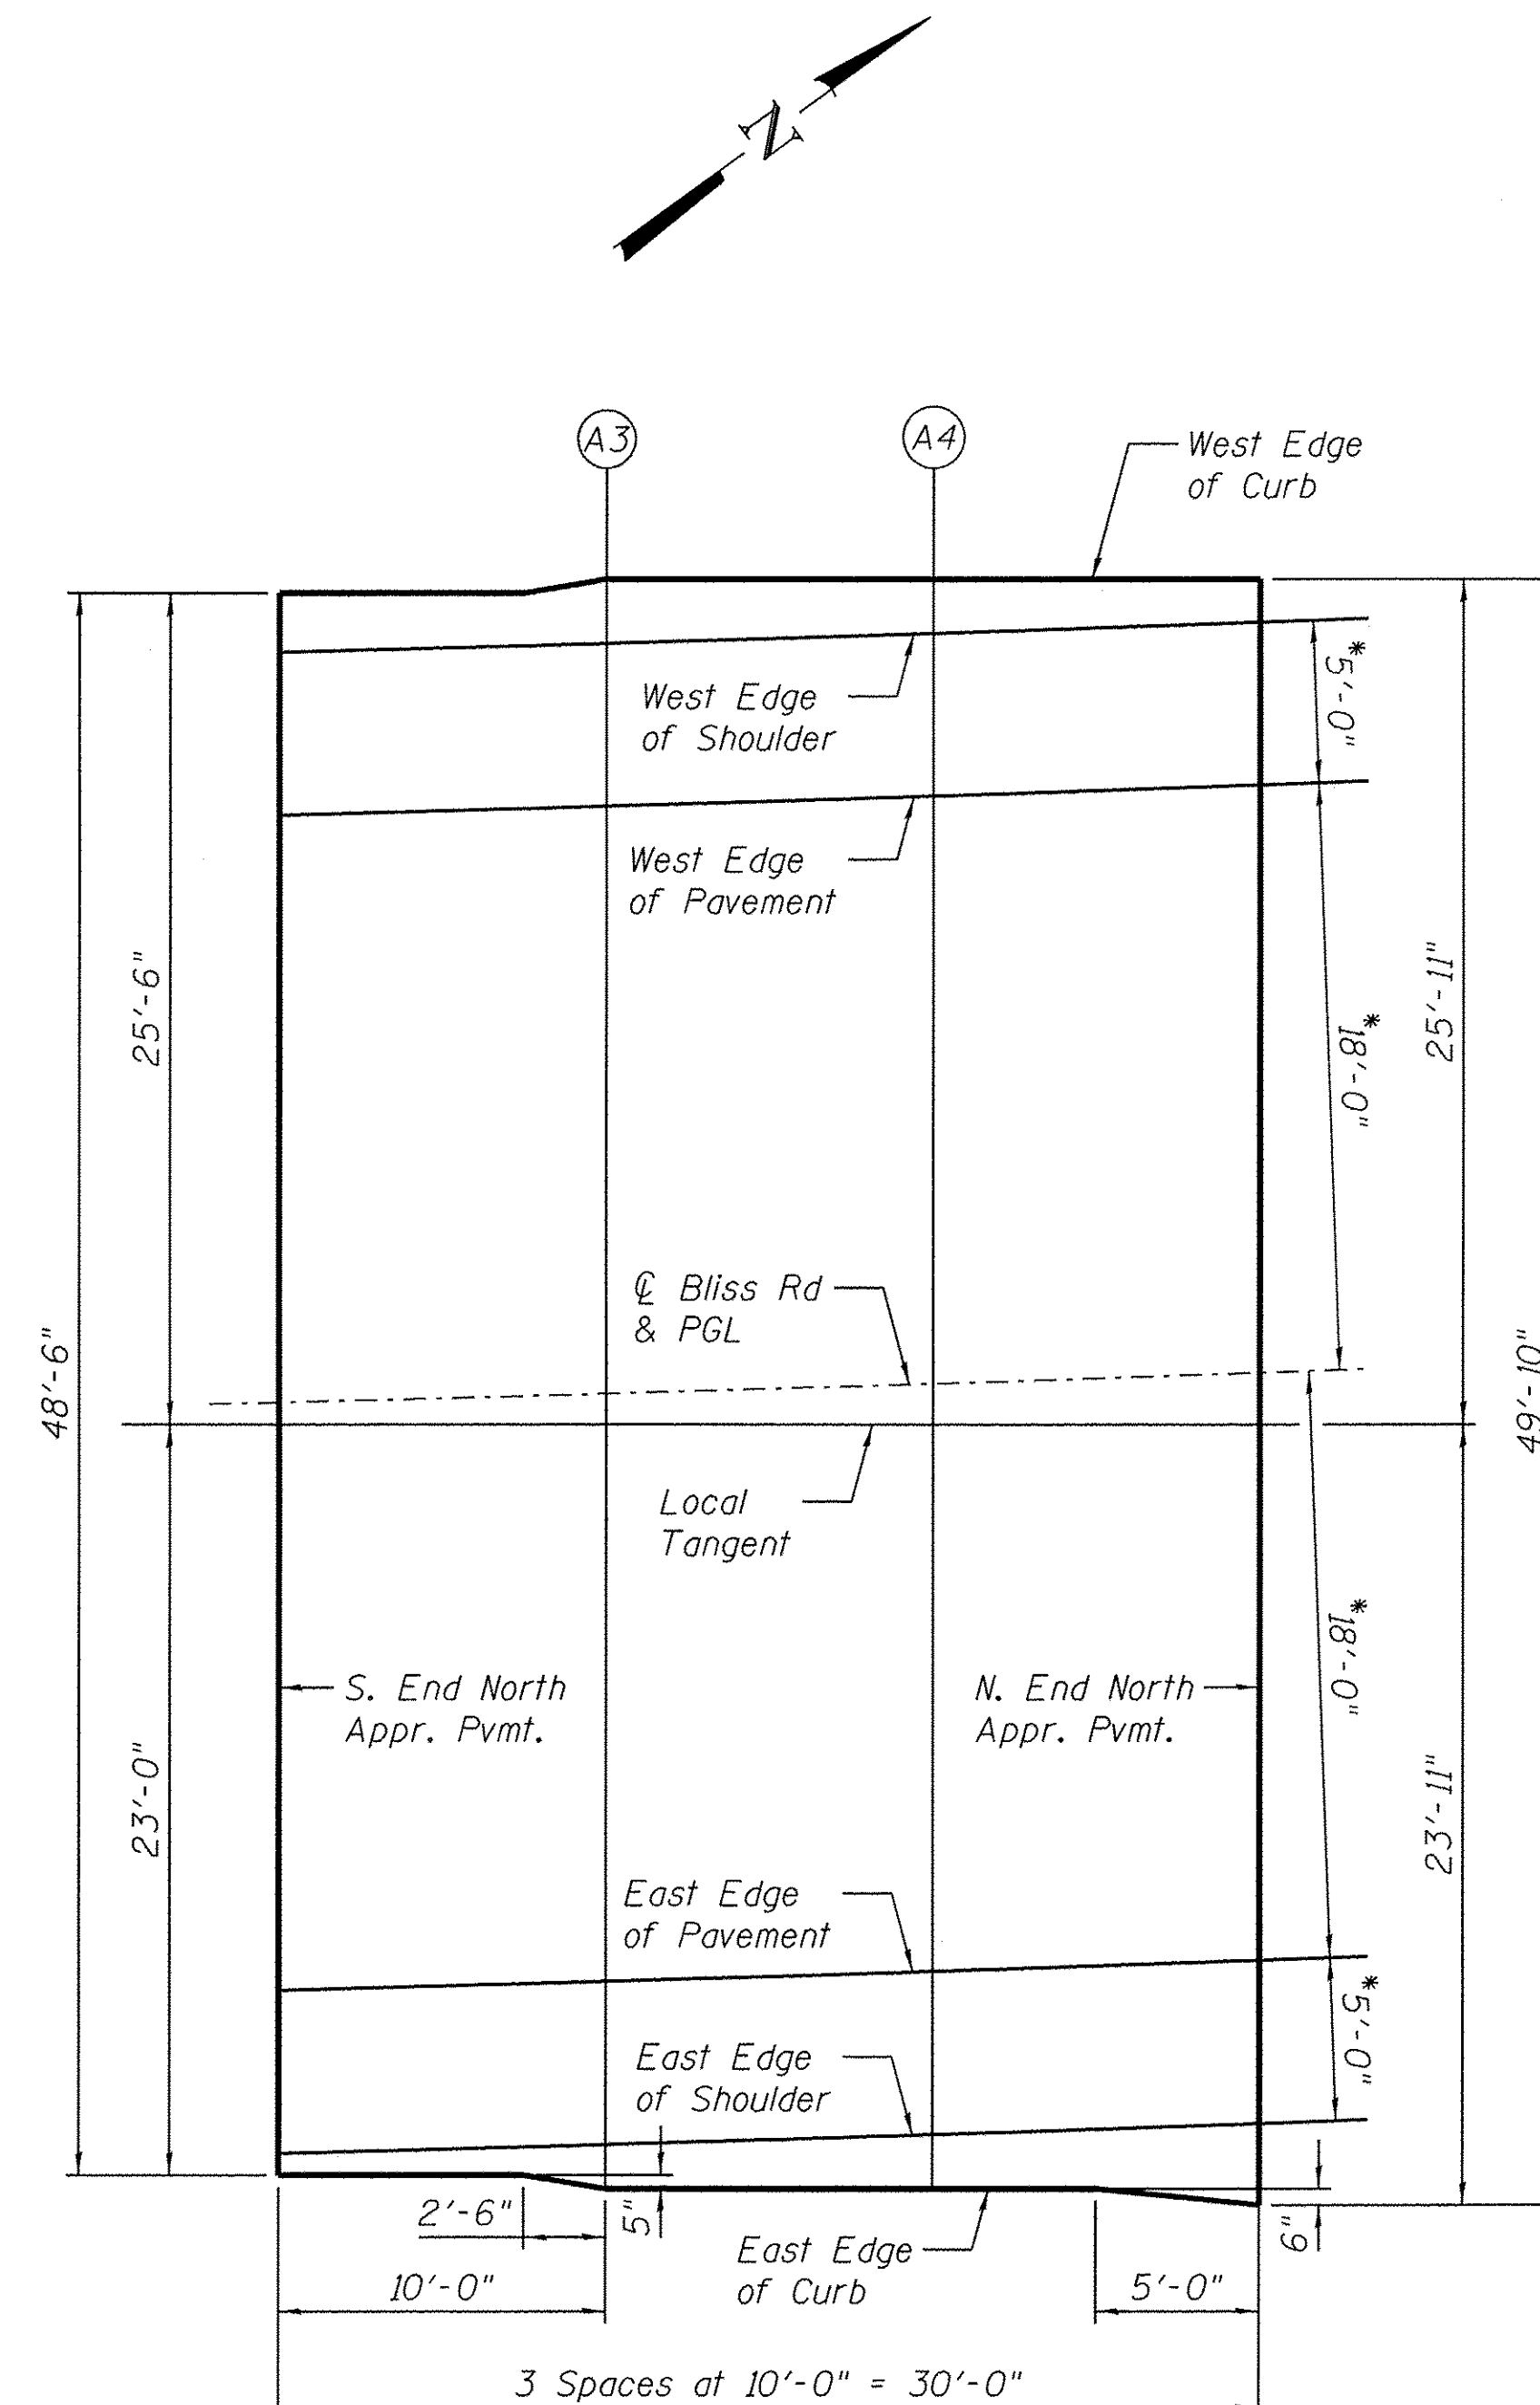 N
A3
A4
West Edge
of Curb
West Edge
of Shoulder
*5'-0"
West Edge
of Pavement
25'-6"
25'-11"
*18'-0"
℄ Bliss Rd
& PGL
48'-6"
49'-10"
Local
Tangent
*18'-0"
S. End North
Appr. Pvmt.
N. End North
Appr. Pvmt.
23'-0"
23'-11"
East Edge
of Pavement
*5'-0"
East Edge
of Shoulder
2'-6"
5"
6"
East Edge
of Curb
10'-0"
5'-0"
3 Spaces at 10'-0" = 30'-0"